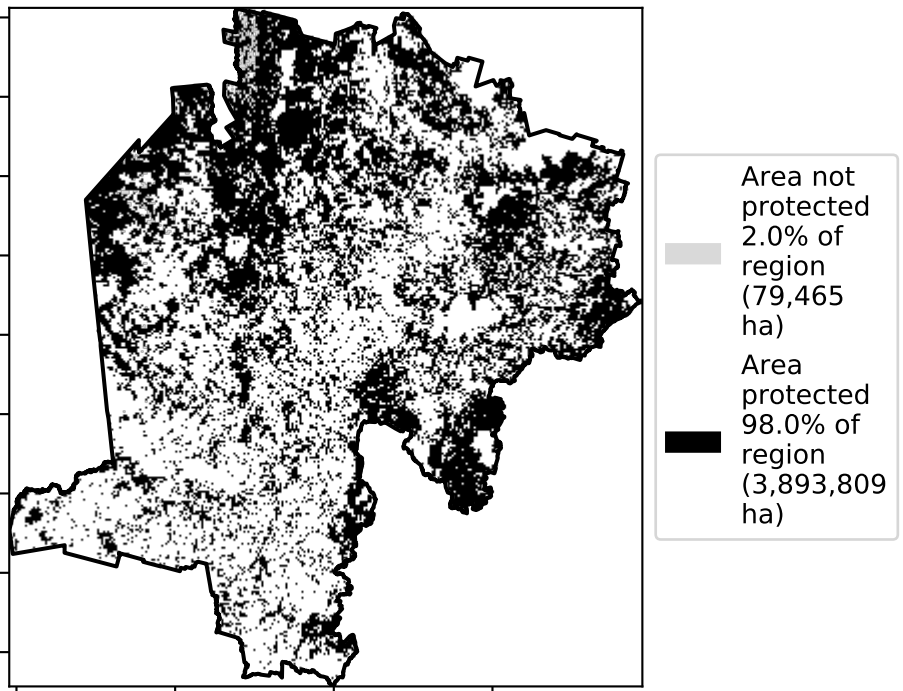 Area not
protected
2.0% of
region
(79,465
ha)
Area
protected
98.0% of
region
(3,893,809
ha)